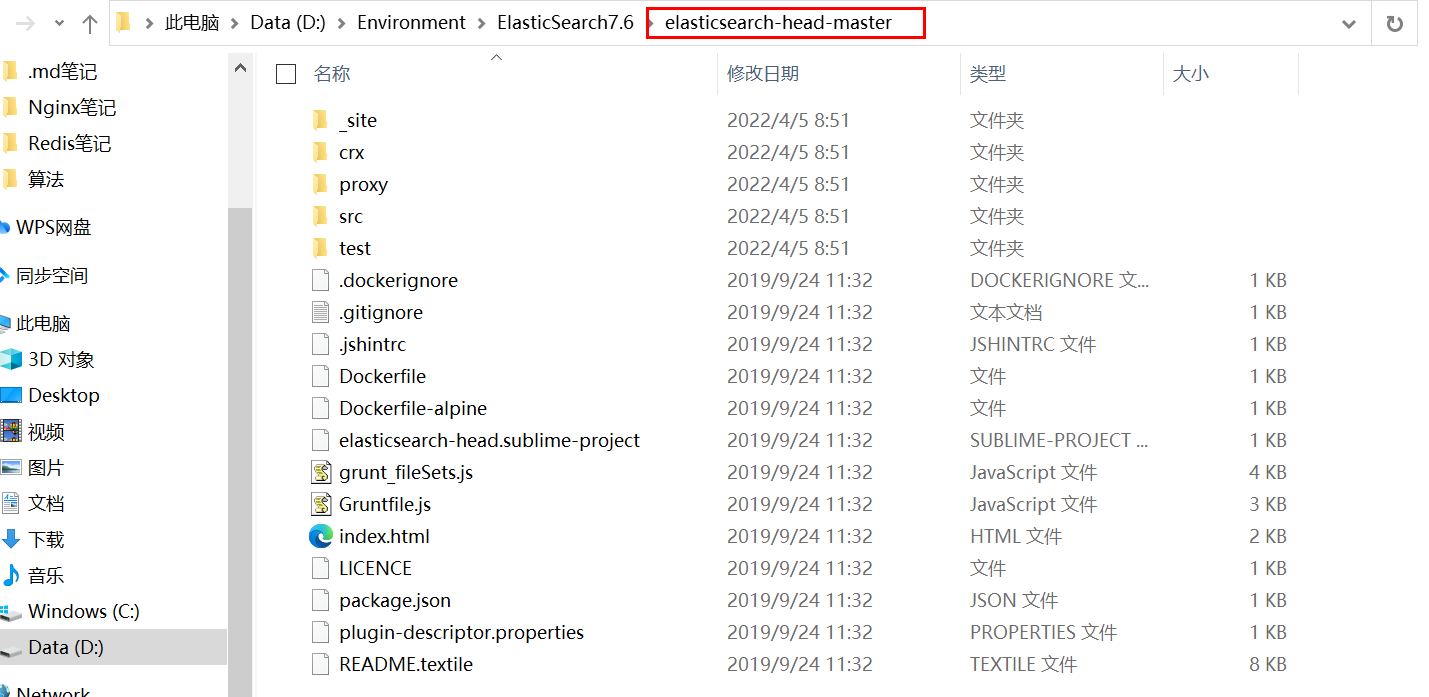 此电脑 Data (D:) Environment ElasticSearch7.6 elasticsearch-head-master
.md笔记
Nginx笔记
Redis笔记
算法
WPS网盘
同步空间
此电脑
3D 对象
Desktop
视频
图片
文档
下载
音乐
Windows (C:)
Data (D:)
Network
名称 修改日期 类型 大小
_site 2022/4/5 8:51 文件夹
crx 2022/4/5 8:51 文件夹
proxy 2022/4/5 8:51 文件夹
src 2022/4/5 8:51 文件夹
test 2022/4/5 8:51 文件夹
.dockerignore 2019/9/24 11:32 DOCKERIGNORE 文... 1 KB
.gitignore 2019/9/24 11:32 文本文档 1 KB
.jshintrc 2019/9/24 11:32 JSHINTRC 文件 1 KB
Dockerfile 2019/9/24 11:32 文件 1 KB
Dockerfile-alpine 2019/9/24 11:32 文件 1 KB
elasticsearch-head.sublime-project 2019/9/24 11:32 SUBLIME-PROJECT ... 1 KB
grunt_fileSets.js 2019/9/24 11:32 JavaScript 文件 4 KB
Gruntfile.js 2019/9/24 11:32 JavaScript 文件 3 KB
index.html 2019/9/24 11:32 HTML 文件 2 KB
LICENCE 2019/9/24 11:32 文件 1 KB
package.json 2019/9/24 11:32 JSON 文件 1 KB
plugin-descriptor.properties 2019/9/24 11:32 PROPERTIES 文件 1 KB
README.textile 2019/9/24 11:32 TEXTILE 文件 8 KB